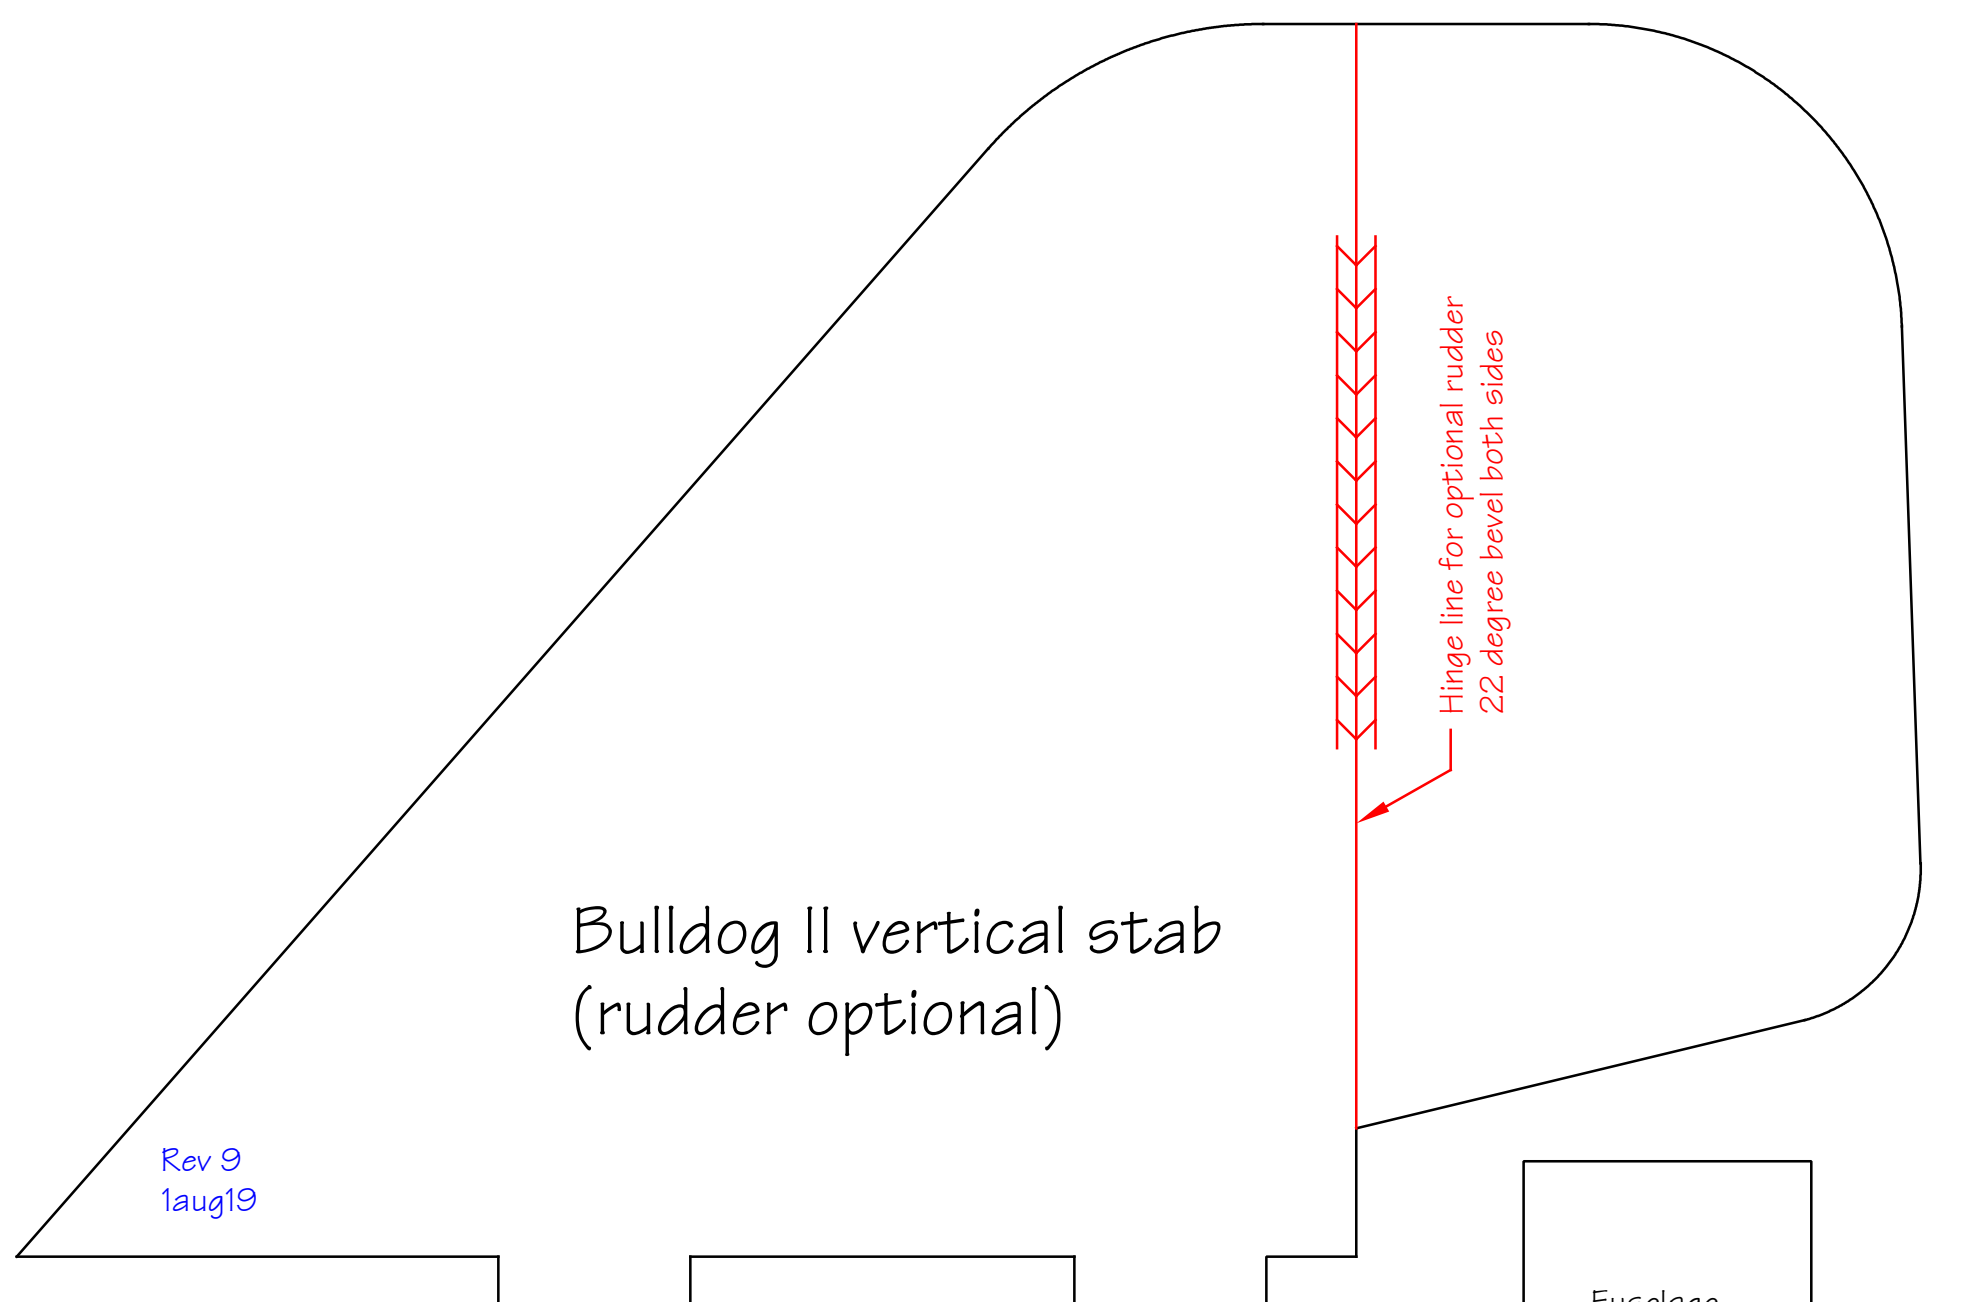 Hinge line for optional rudder
22 degree bevel both sides
Bulldog II vertical stab
(rudder optional)
Rev 9
1aug19
Fuselage